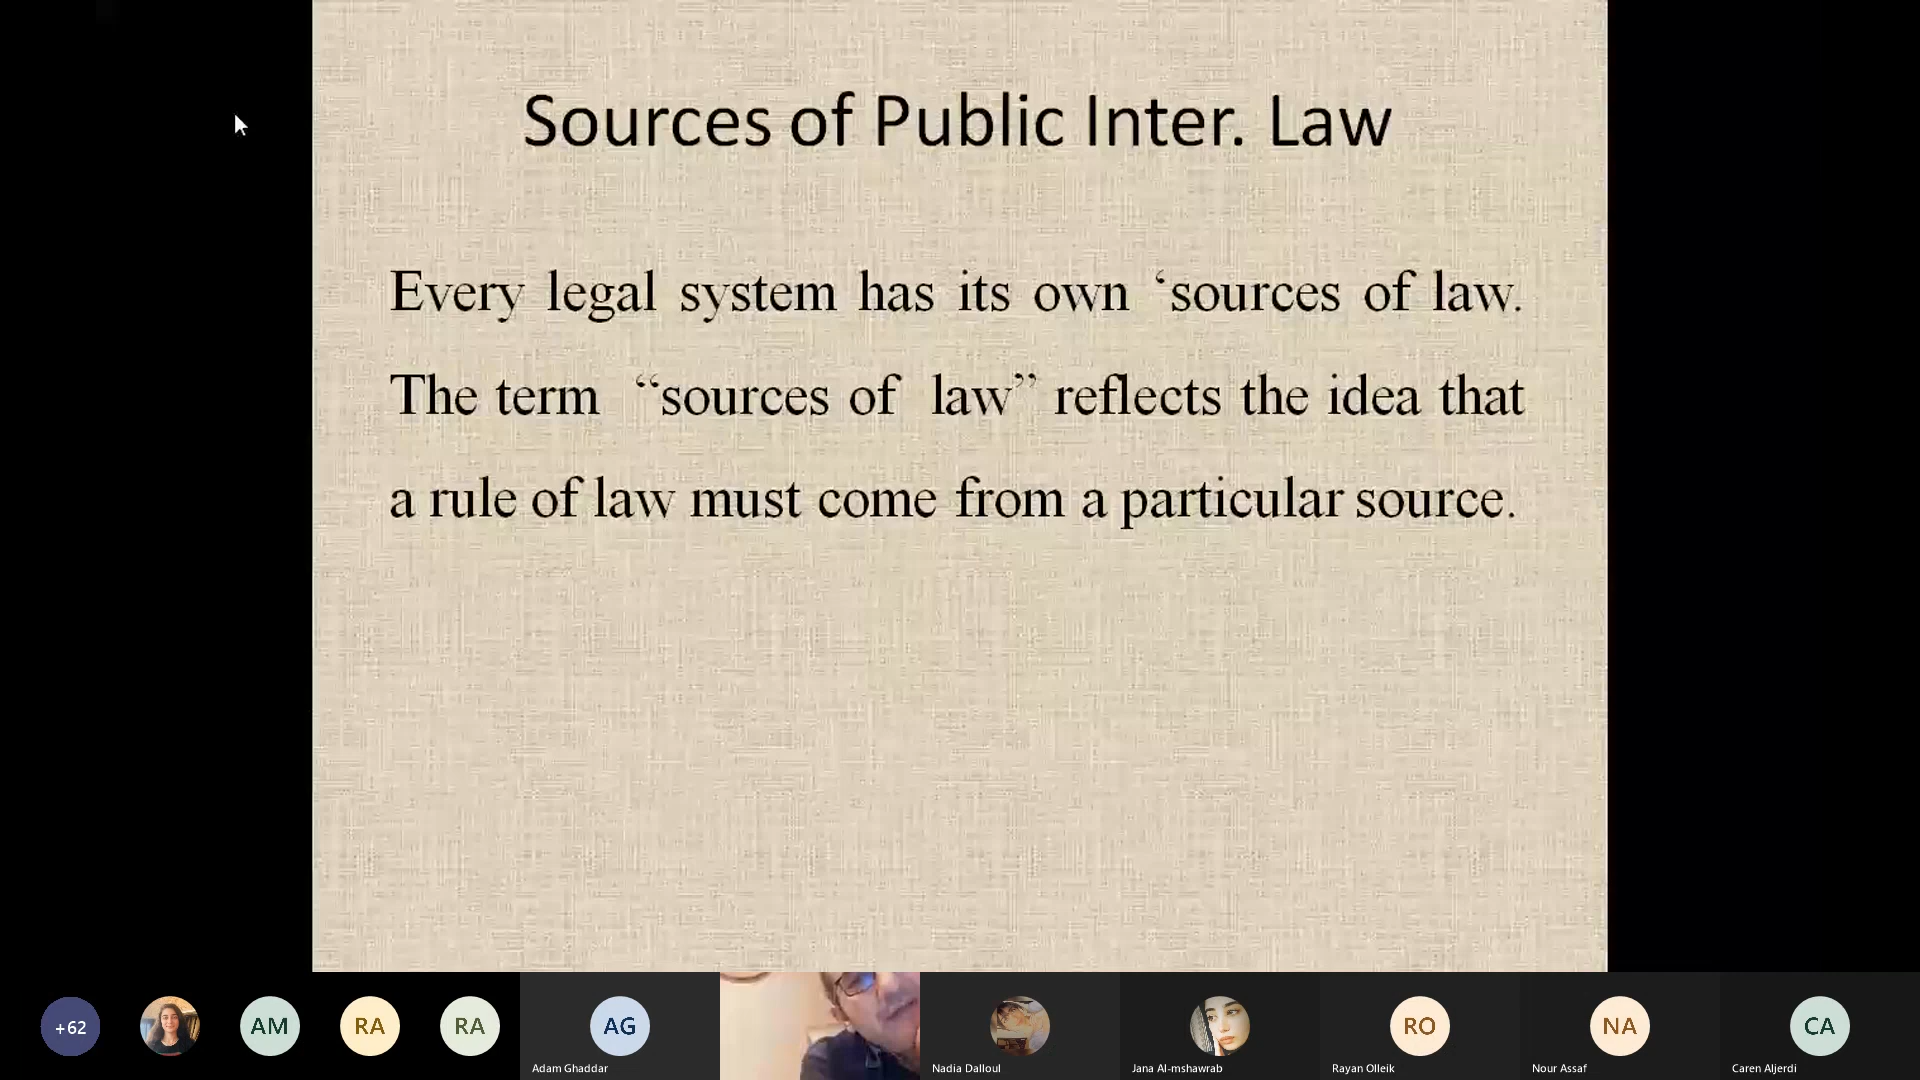 Sources of Public Inter. Law
Every legal system has its own ‘sources of law.
The term “sources of law” reflects the idea that
a rule of law must come from a particular source.
+62
AM
RA
RA
AG
RO
NA
CA
Adam Ghaddar
Nadia Dalloul
Jana Al-mshawrab
Rayan Olleik
Nour Assaf
Caren Aljerdi